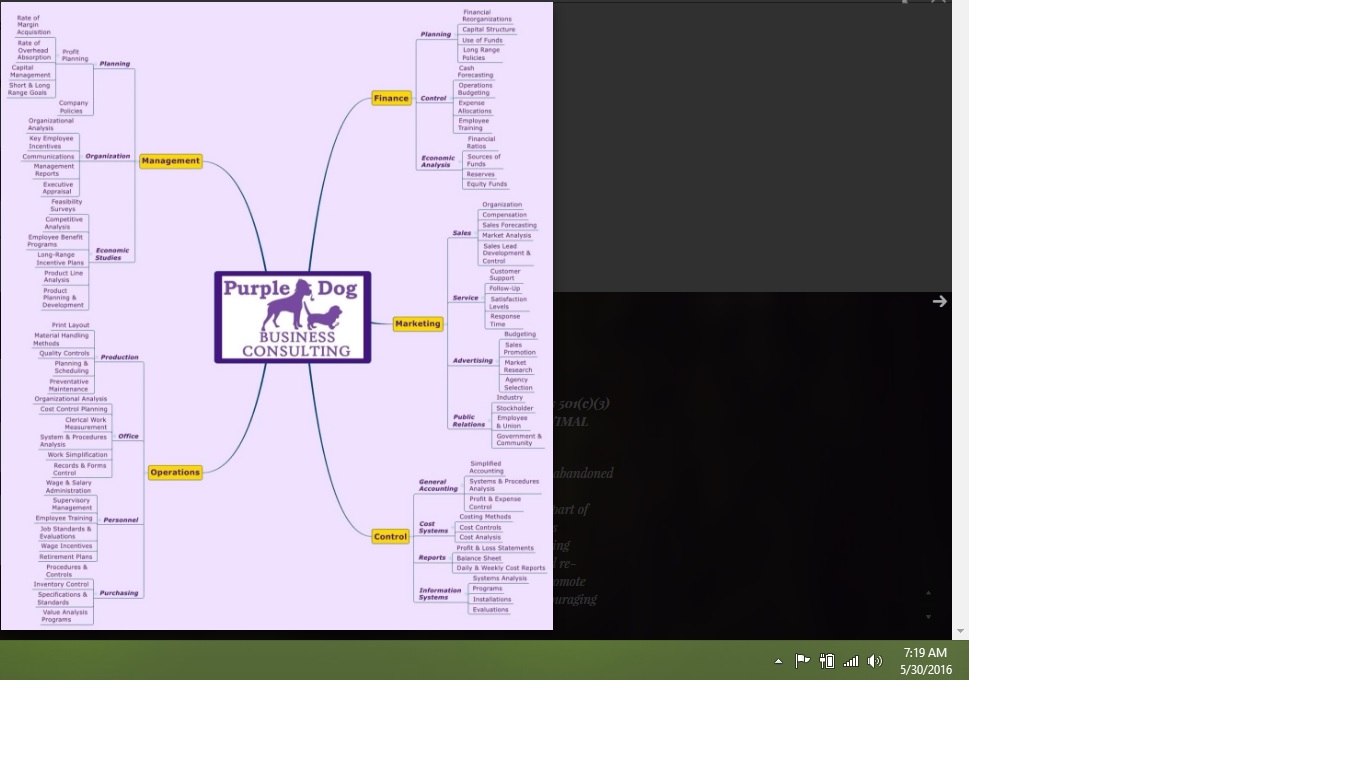 Rate of
Margin
Acquisition
Rate of
Overhead
Absorption
Capital
Management
Short & Long
Range Goals
Profit
Planning
Company
Policies
Planning
Organizational
Analysis
Key Employee
Incentives
Communications
Management
Reports
Executive
Appraisal
Organization
Feasibility
Surveys
Competitive
Analysis
Employee Benefit
Programs
Long-Range
Incentive Plans
Product Line
Analysis
Product
Planning &
Development
Economic
Studies
Management
Print Layout
Material Handling
Methods
Quality Controls
Planning &
Scheduling
Preventative
Maintenance
Production
Organizational Analysis
Cost Control Planning
Clerical Work
Measurement
System & Procedures
Analysis
Work Simplification
Records & Forms
Control
Office
Wage & Salary
Administration
Supervisory
Management
Employee Training
Job Standards &
Evaluations
Wage Incentives
Retirement Plans
Personnel
Procedures &
Controls
Inventory Control
Specifications &
Standards
Value Analysis
Programs
Purchasing
Operations
Purple Dog
BUSINESS
CONSULTING
Finance
Planning
Financial
Reorganizations
Capital Structure
Use of Funds
Long Range
Policies
Control
Cash
Forecasting
Operations
Budgeting
Expense
Allocations
Employee
Training
Economic
Analysis
Financial
Ratios
Sources of
Funds
Reserves
Equity Funds
Marketing
Sales
Organization
Compensation
Sales Forecasting
Market Analysis
Sales Lead
Development &
Control
Service
Customer
Support
Follow-Up
Satisfaction
Levels
Response
Time
Advertising
Budgeting
Sales
Promotion
Market
Research
Agency
Selection
Public
Relations
Industry
Stockholder
Employee
& Union
Government &
Community
Control
General
Accounting
Simplified
Accounting
Systems & Procedures
Analysis
Profit & Expense
Control
Cost
Systems
Costing Methods
Cost Controls
Cost Analysis
Reports
Profit & Loss Statements
Balance Sheet
Daily & Weekly Cost Reports
Information
Systems
Systems Analysis
Programs
Installations
Evaluations
501(c)(3)
abandoned
part of
re-
7:19 AM
5/30/2016